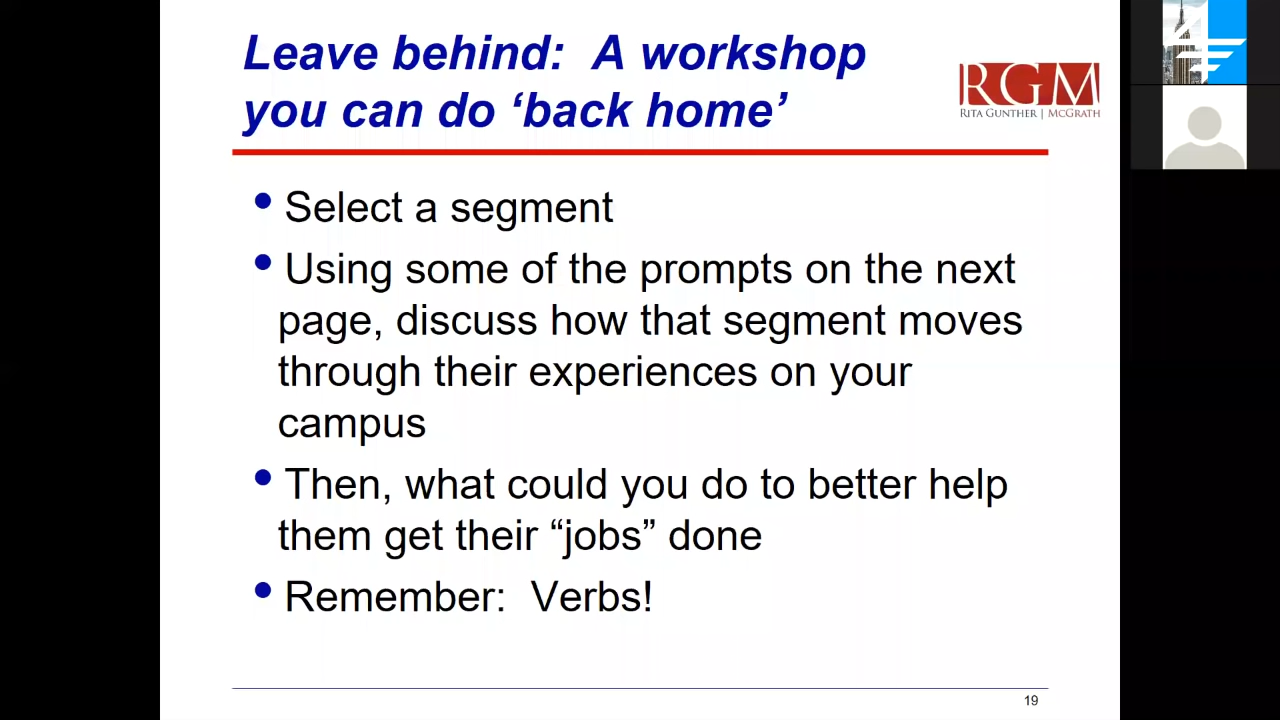 Leave behind:  A workshop
you can do ‘back home’
RGM
RITA GUNTHER | MCGRATH
• Select a segment
• Using some of the prompts on the next
page, discuss how that segment moves
through their experiences on your
campus
• Then, what could you do to better help
them get their “jobs” done
• Remember:  Verbs!
19